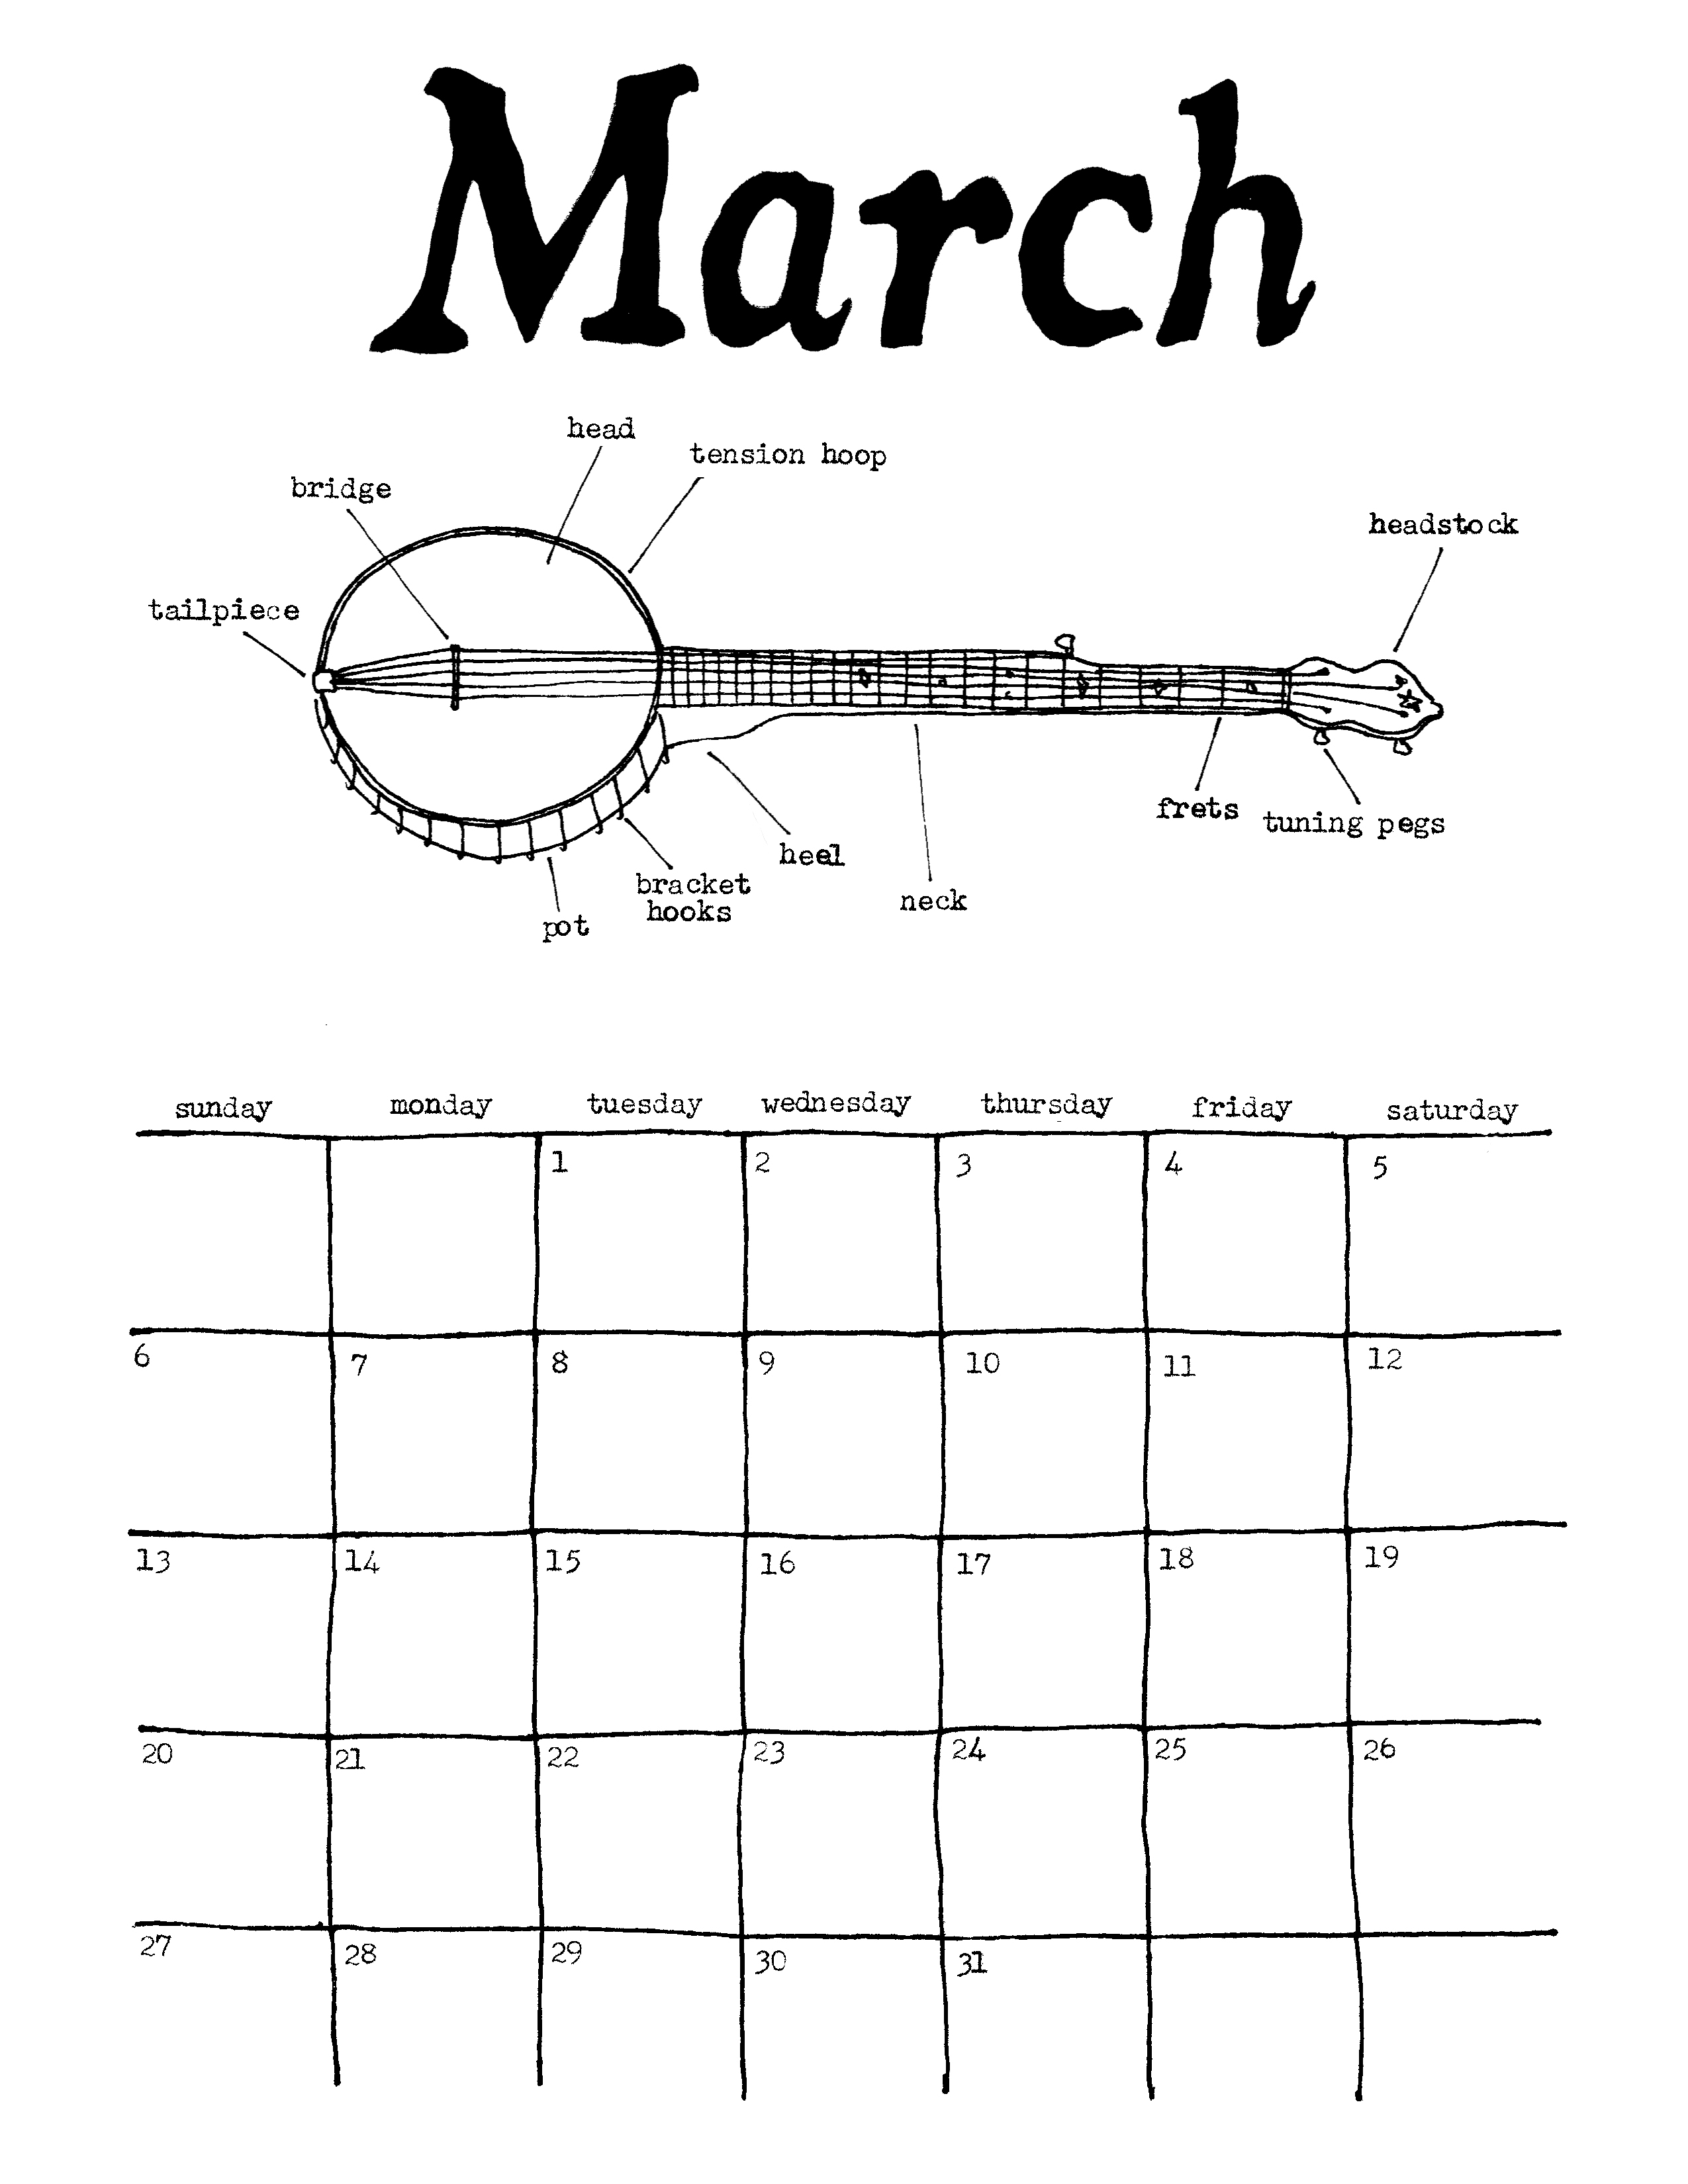 March
head
tension hoop
bridge
headstock
tailpiece
frets
tuning pegs
heel
bracket
hooks
neck
pot
sunday monday tuesday wednesday thursday friday saturday
1 2 3 4 5
6 7 8 9 10 11 12
13 14 15 16 17 18 19
20 21 22 23 24 25 26
27 28 29 30 31